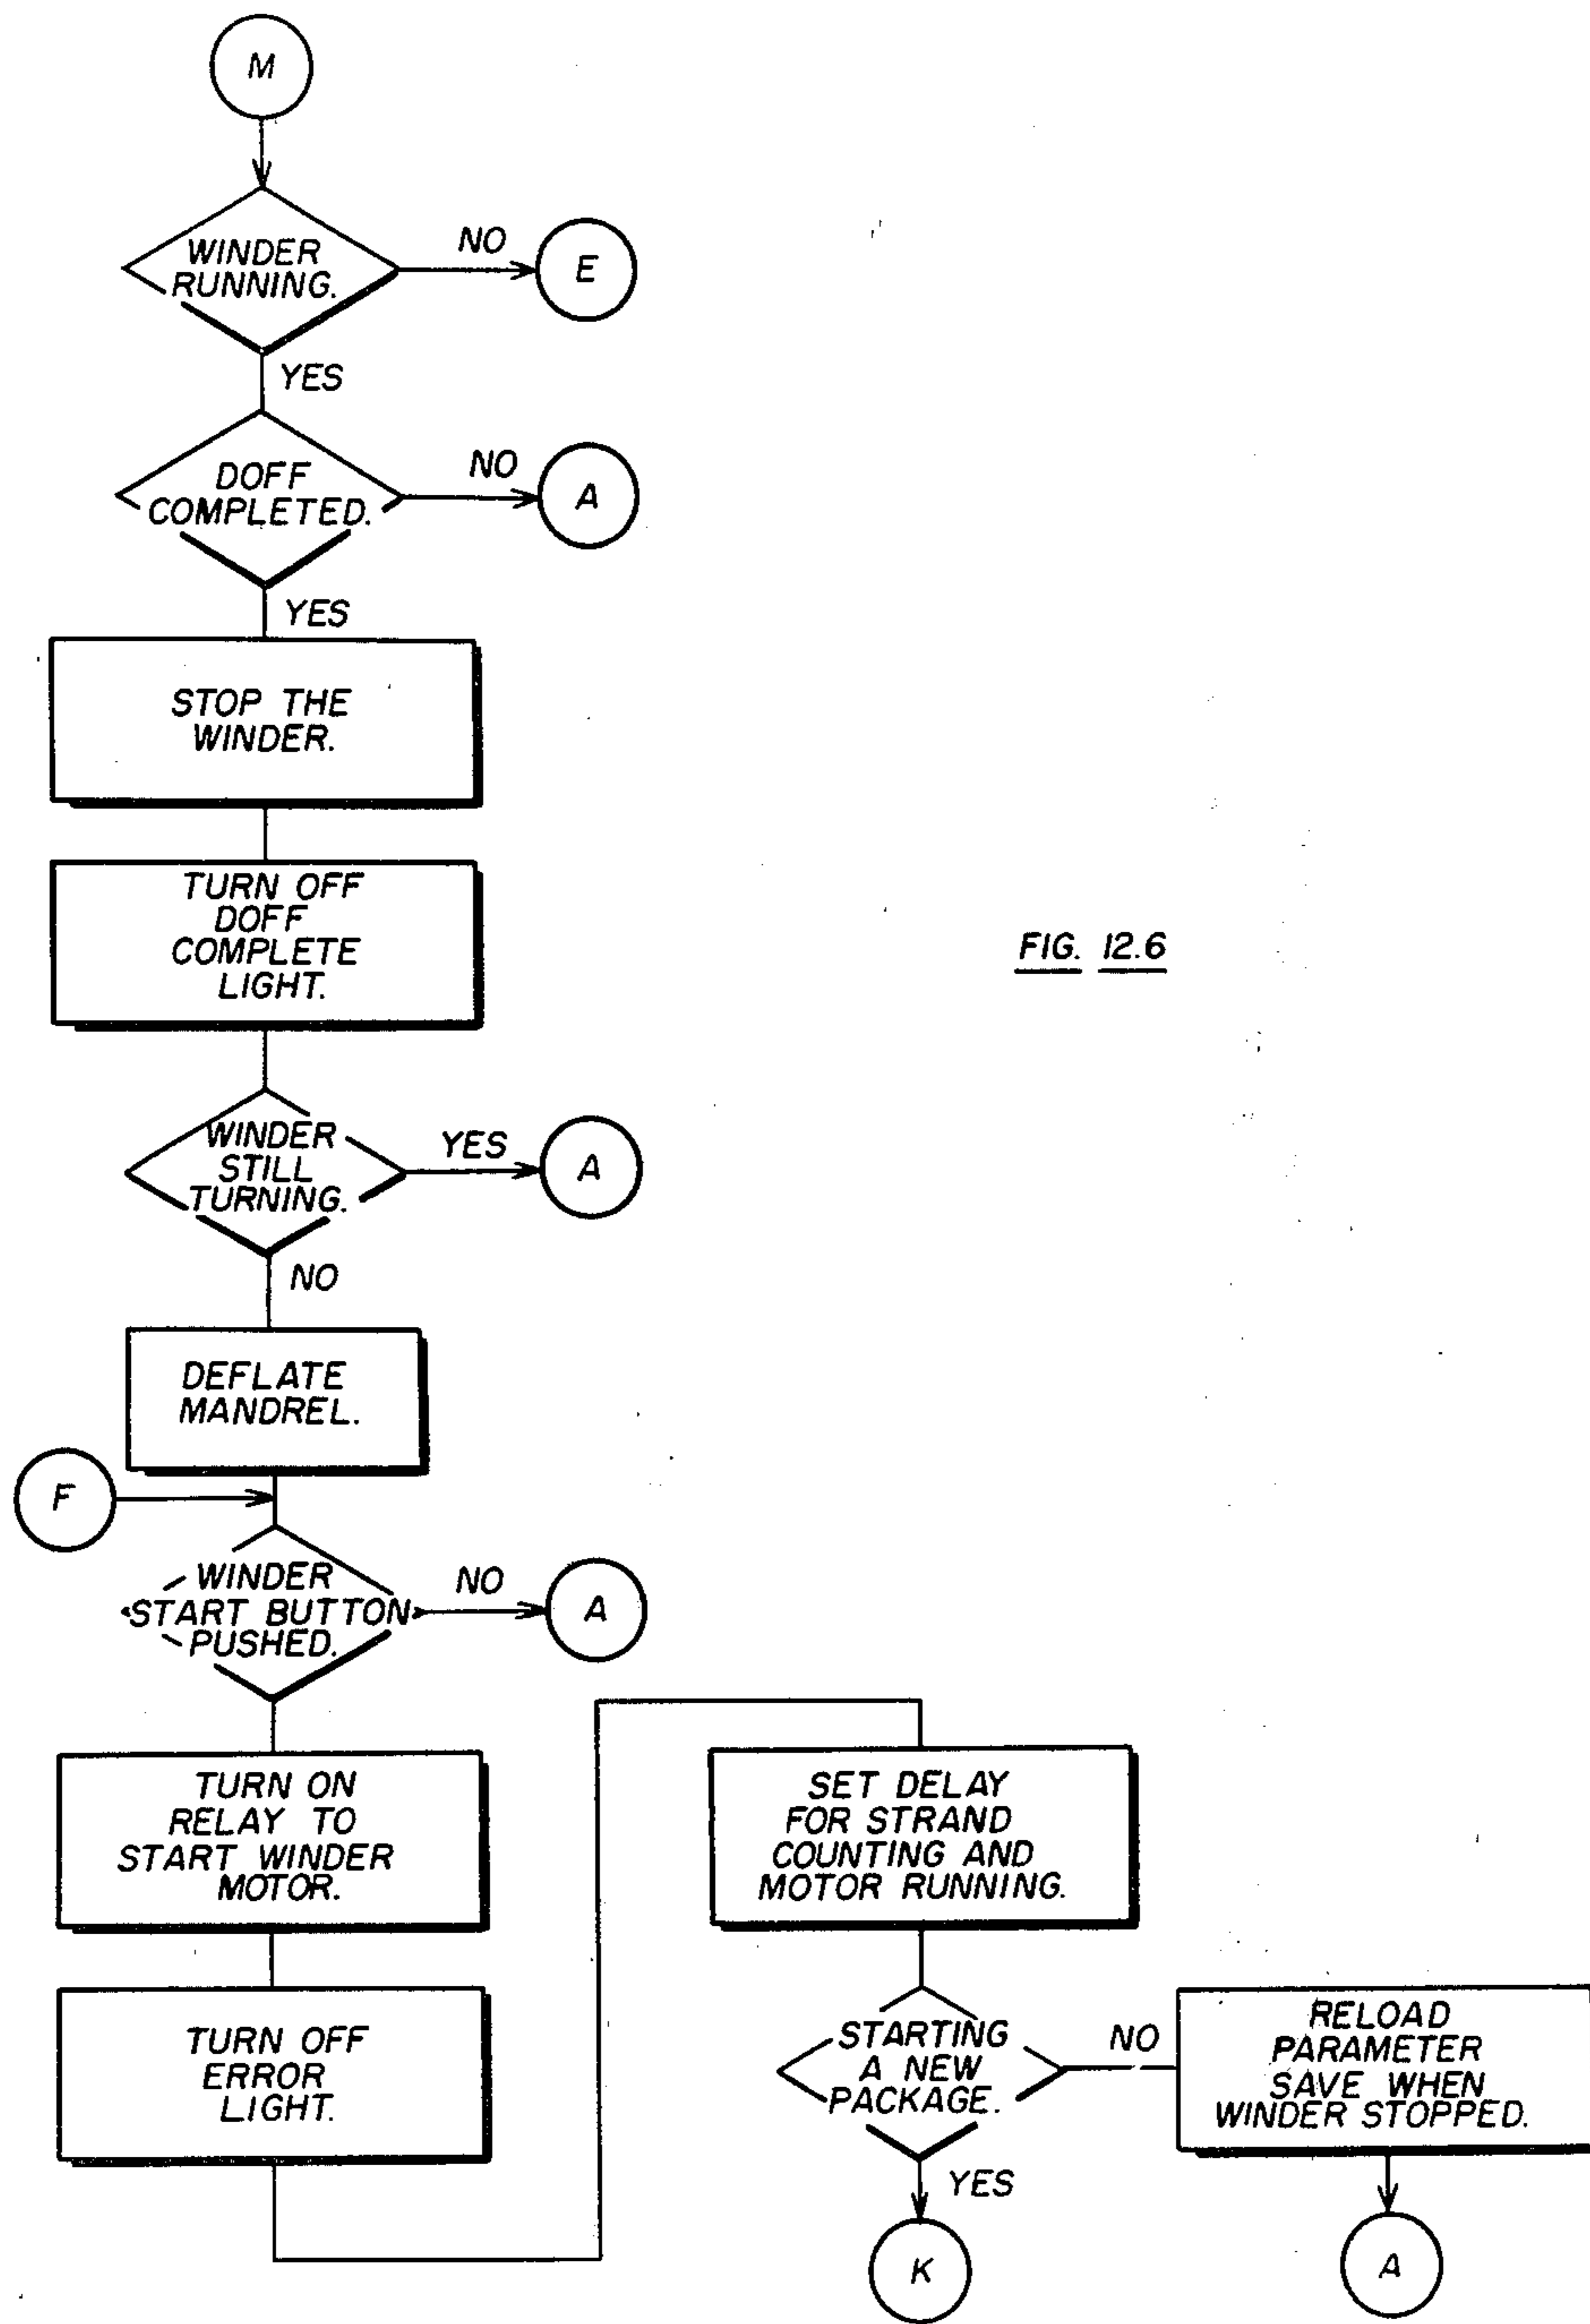 M
WINDER
RUNNING.
NO
E
YES
DOFF
COMPLETED.
NO
A
YES
STOP THE
WINDER.
TURN OFF
DOFF
COMPLETE
LIGHT.
FIG. 12.6
WINDER
STILL
TURNING.
YES
A
NO
DEFLATE
MANDREL.
F
WINDER
START BUTTON
PUSHED.
NO
A
TURN ON
RELAY TO
START WINDER
MOTOR.
TURN OFF
ERROR
LIGHT.
SET DELAY
FOR STRAND
COUNTING AND
MOTOR RUNNING.
STARTING
A NEW
PACKAGE.
NO
RELOAD
PARAMETER
SAVE WHEN
WINDER STOPPED.
YES
K
A